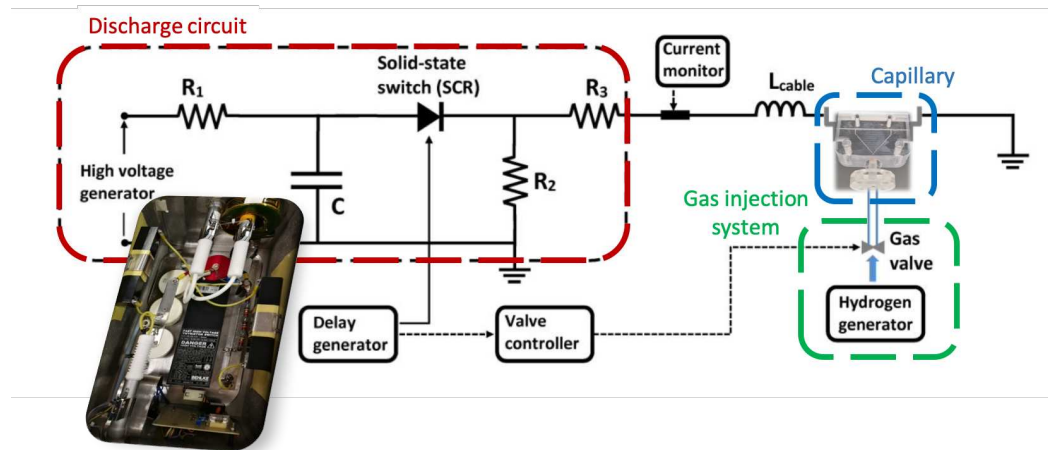 Discharge circuit
Solid-state
switch (SCR)
Current
monitor
R₁
R₃
L_cable
Capillary
High voltage
generator
C
R₂
Gas injection
system
Gas
valve
Delay
generator
Valve
controller
Hydrogen
generator
DANGER